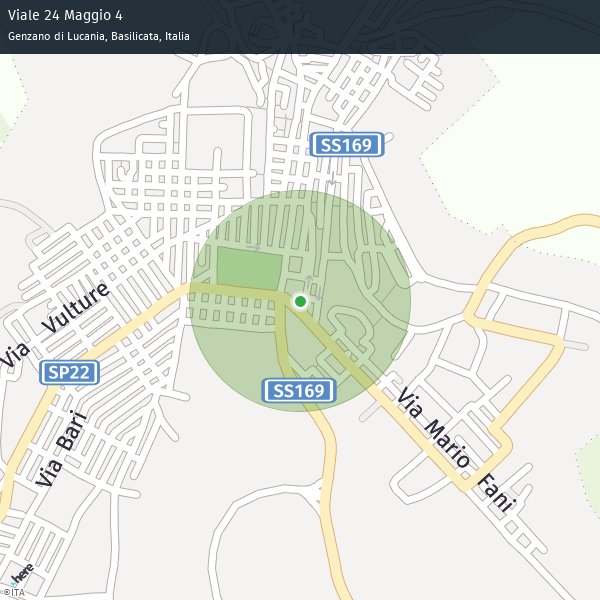 Viale 24 Maggio 4
Genzano di Lucania, Basilicata, Italia
SS169
Via Vulture
SP22
SS169
Via Bari
Via Mario Fani
here
©ITA